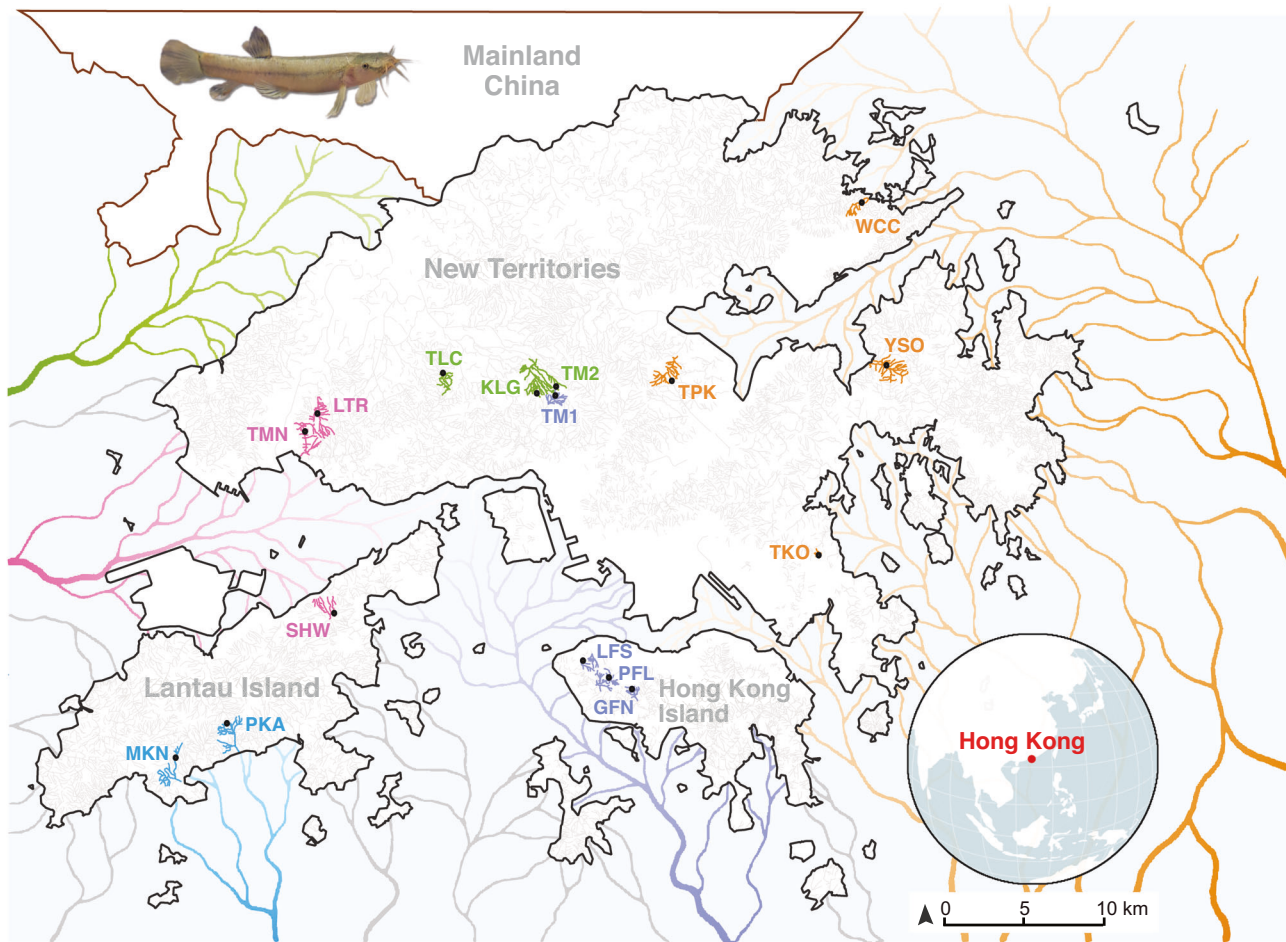 Mainland
China
WCC
New Territories
YSO
TLC
TM2
KLG
TPK
TM1
LTR
TMN
TKO
SHW
LFS
PFL
Lantau Island
Hong Kong
Island
GFN
PKA
Hong Kong
MKN
0 5 10 km